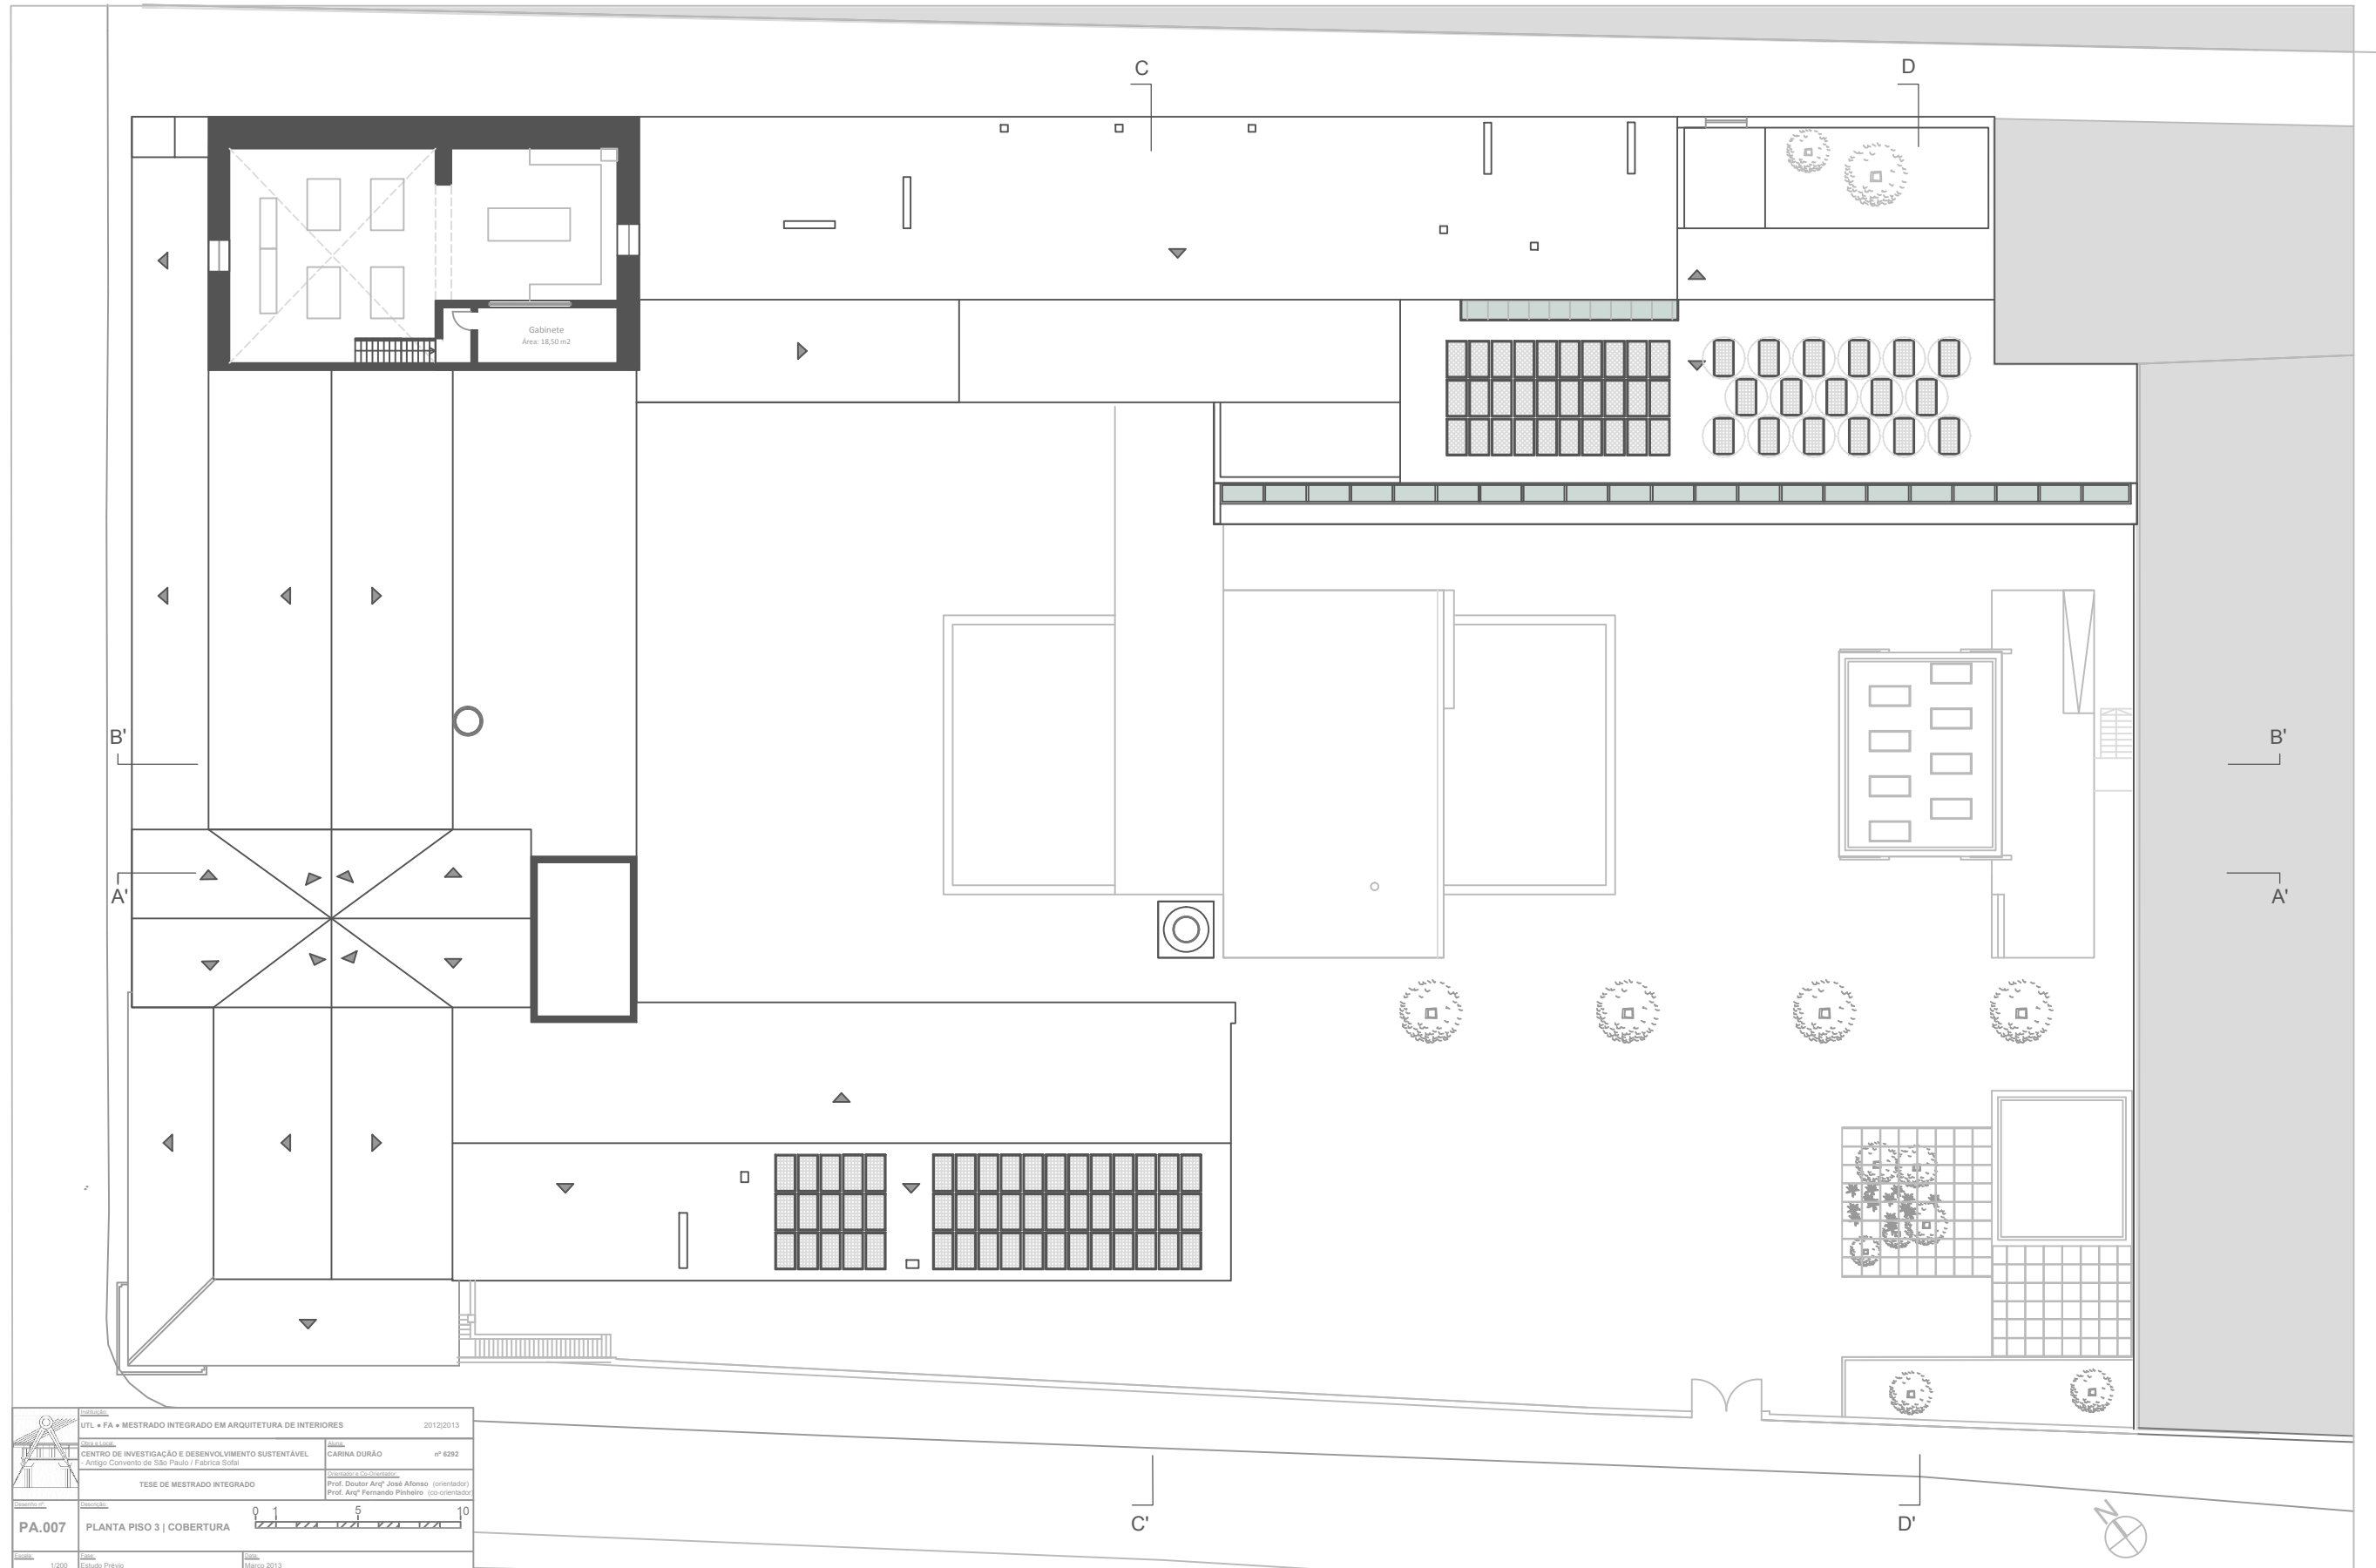 C
D
Gabinete
Área: 18,50 m2
B'
B'
A'
A'
Instituição:
UTL • FA • MESTRADO INTEGRADO EM ARQUITETURA DE INTERIORES 2012|2013
Obra e Local:
CENTRO DE INVESTIGAÇÃO E DESENVOLVIMENTO SUSTENTÁVEL
- Antigo Convento de São Paulo / Fabrica Sofal
Aluna:
CARINA DURÃO nº 6292
TESE DE MESTRADO INTEGRADO
Orientador e Co-Orientador:
Prof. Doutor Arqº José Afonso (orientador)
Prof. Arqº Fernando Pinheiro (co-orientador)
Desenho nº:
PA.007
Descrição:
PLANTA PISO 3 | COBERTURA
0 1 5 10
Escala:
1/200
Fase:
Estudo Prévio
Data:
Março 2013
C'
D'
N